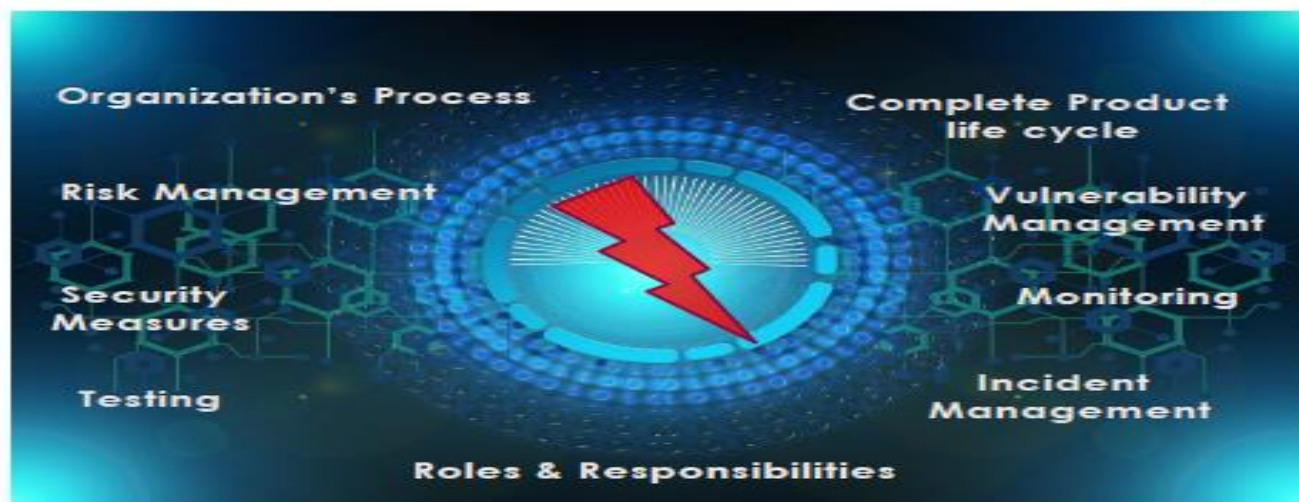 Organization's Process
Complete Product
life cycle
Risk Management
Vulnerability
Management
Security
Measures
Monitoring
Testing
Incident
Management
Roles & Responsibilities